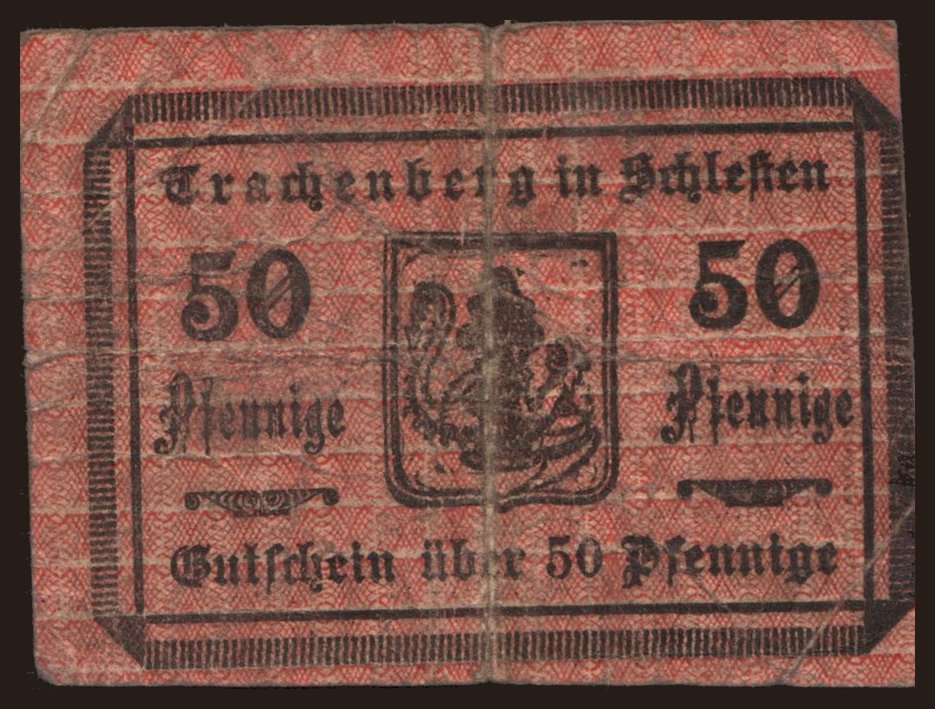 Trachenberg in Schlesien
50 50
Pfennige Pfennige
Gutschein über 50 Pfennige